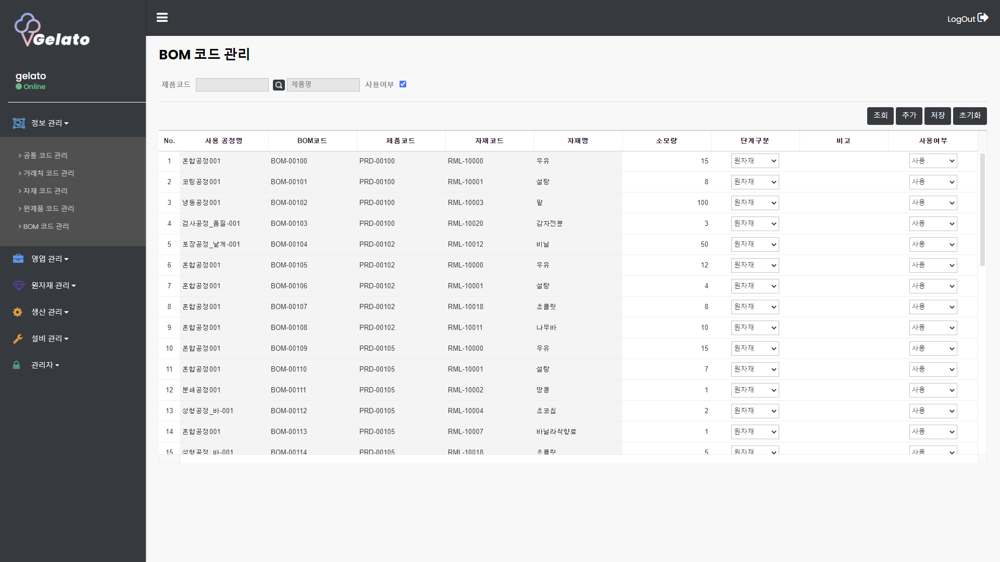 Gelato
LogOut
gelato
Online
정보 관리
> 공통 코드 관리
> 거래처 코드 관리
> 자재 코드 관리
> 완제품 코드 관리
> BOM 코드 관리
영업 관리
원자재 관리
생산 관리
설비 관리
관리자
BOM 코드 관리
제품코드 제품명 사용여부
조회 추가 저장 초기화
No. 사용 공정명 BOM코드 제품코드 자재코드 자재명 소모량 단계구분 비고 사용여부
1 혼합공정001 BOM-00100 PRD-00100 RML-10000 우유 15 원자재 사용
2 코팅공정001 BOM-00101 PRD-00100 RML-10001 설탕 8 원자재 사용
3 냉동공정001 BOM-00102 PRD-00100 RML-10003 팥 100 원자재 사용
4 검사공정_품질-001 BOM-00103 PRD-00100 RML-10020 감자전분 3 원자재 사용
5 포장공정_낱개-001 BOM-00104 PRD-00102 RML-10012 비닐 50 원자재 사용
6 혼합공정001 BOM-00105 PRD-00102 RML-10000 우유 12 원자재 사용
7 혼합공정001 BOM-00106 PRD-00102 RML-10001 설탕 4 원자재 사용
8 혼합공정001 BOM-00107 PRD-00102 RML-10018 초콜릿 8 원자재 사용
9 혼합공정001 BOM-00108 PRD-00102 RML-10011 나무바 10 원자재 사용
10 혼합공정001 BOM-00109 PRD-00105 RML-10000 우유 15 원자재 사용
11 혼합공정001 BOM-00110 PRD-00105 RML-10001 설탕 7 원자재 사용
12 분쇄공정001 BOM-00111 PRD-00105 RML-10002 땅콩 1 원자재 사용
13 성형공정_바-001 BOM-00112 PRD-00105 RML-10004 초코칩 2 원자재 사용
14 혼합공정001 BOM-00113 PRD-00105 RML-10007 바닐라착향료 1 원자재 사용
15 성형공정_바-001 BOM-00114 PRD-00105 RML-10018 초콜릿 5 원자재 사용